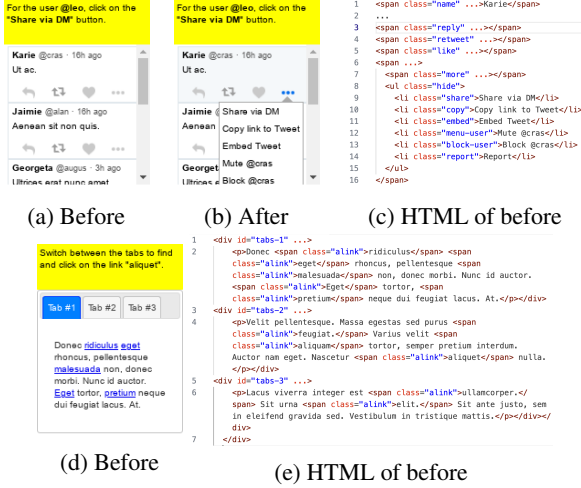 For the user @leo, click on the
"Share via DM" button.
Karie @cras · 16h ago
Ut ac.
Jaimie @alan · 16h ago
Aenean sit non quis.
Georgeta @augus · 3h ago
Ultrices erat nunc amet
(a) Before
For the user @leo, click on the
"Share via DM" button.
Karie @cras · 16h ago
Ut ac.
Jaimie
Aenean
Georget
Ultrices
Share via DM
Copy link to Tweet
Embed Tweet
Mute @cras
Block @cras
(b) After
1 <span class="name" ...>Karie</span>
2 ...
3 <span class="reply" ...></span>
4 <span class="retweet" ...></span>
5 <span class="like" ...></span>
6 <span ...>
7 <span class="more" ...></span>
8 <ul class="hide">
9 <li class="share">Share via DM</li>
10 <li class="copy">Copy link to Tweet</li>
11 <li class="embed">Embed Tweet</li>
12 <li class="menu-user">Mute @cras</li>
13 <li class="block-user">Block @cras</li>
14 <li class="report">Report</li>
15 </ul>
16 </span>
(c) HTML of before
Switch between the tabs to find
and click on the link "aliquet".
Tab #1 Tab #2 Tab #3
Donec ridiculus eget
rhoncus, pellentesque
malesuada non, donec
morbi. Nunc id auctor.
Eget tortor, pretium neque
dui feugiat lacus. At.
(d) Before
1 <div id="tabs-1" ...>
2 <p>Donec <span class="alink">ridiculus</span> <span
class="alink">eget</span> rhoncus, pellentesque <span
class="alink">malesuada</span> non, donec morbi. Nunc id auctor.
<span class="alink">Eget</span> tortor, <span
class="alink">pretium</span> neque dui feugiat lacus. At.</p></div>
3 <div id="tabs-2" ...>
4 <p>Velit pellentesque. Massa egestas sed purus <span
class="alink">feugiat.</span> Varius velit <span
class="alink">aliquam</span> tortor, semper pretium interdum.
Auctor nam eget. Nascetur <span class="alink">aliquet</span> nulla.
</p></div>
5 <div id="tabs-3" ...>
6 <p>Lacus viverra integer est <span class="alink">ullamcorper.</
span> Sit urna <span class="alink">elit.</span> Sit ante justo, sem
in eleifend gravida sed. Vestibulum in tristique mattis.</p></div></
div>
7 </div>
(e) HTML of before